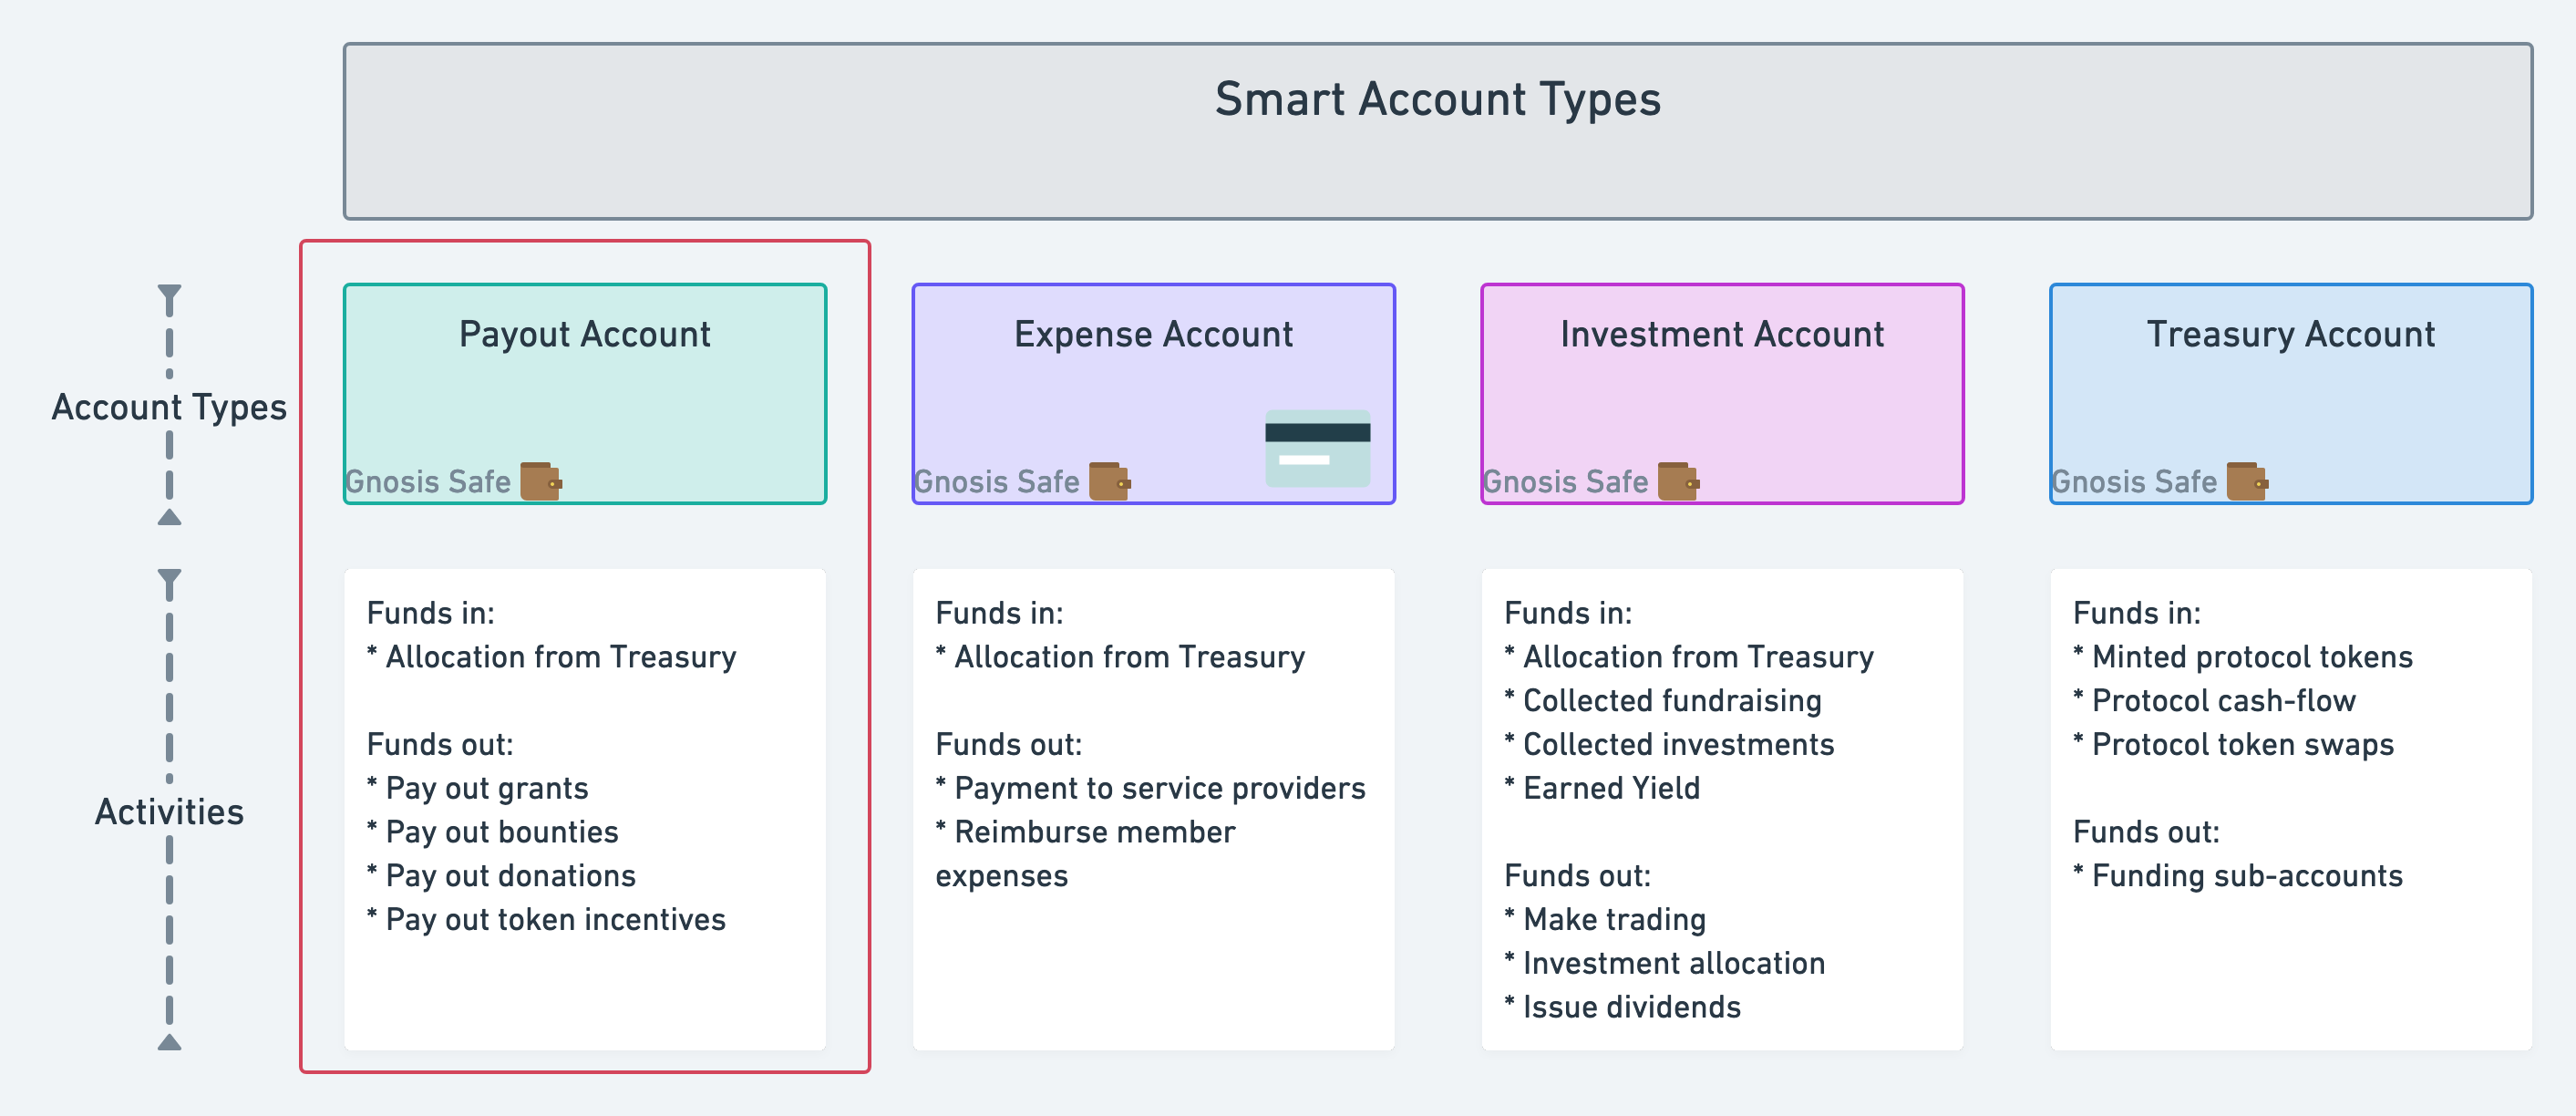 Smart Account Types
Account Types
Payout Account
Gnosis Safe
Expense Account
Gnosis Safe
Investment Account
Gnosis Safe
Treasury Account
Gnosis Safe
Activities
Funds in:
* Allocation from Treasury
Funds out:
* Pay out grants
* Pay out bounties
* Pay out donations
* Pay out token incentives
Funds in:
* Allocation from Treasury
Funds out:
* Payment to service providers
* Reimburse member
expenses
Funds in:
* Allocation from Treasury
* Collected fundraising
* Collected investments
* Earned Yield
Funds out:
* Make trading
* Investment allocation
* Issue dividends
Funds in:
* Minted protocol tokens
* Protocol cash-flow
* Protocol token swaps
Funds out:
* Funding sub-accounts